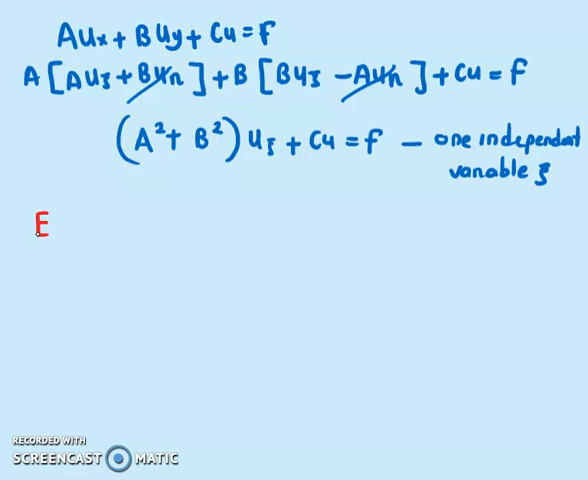 Aux + Buy + Cu = f
A [Auξ + Buη] + B [Buξ - Auη] + Cu = f
(A² + B²) uξ + Cu = f — one independent
variable ξ
E
RECORDED WITH
SCREENCAST MATIC